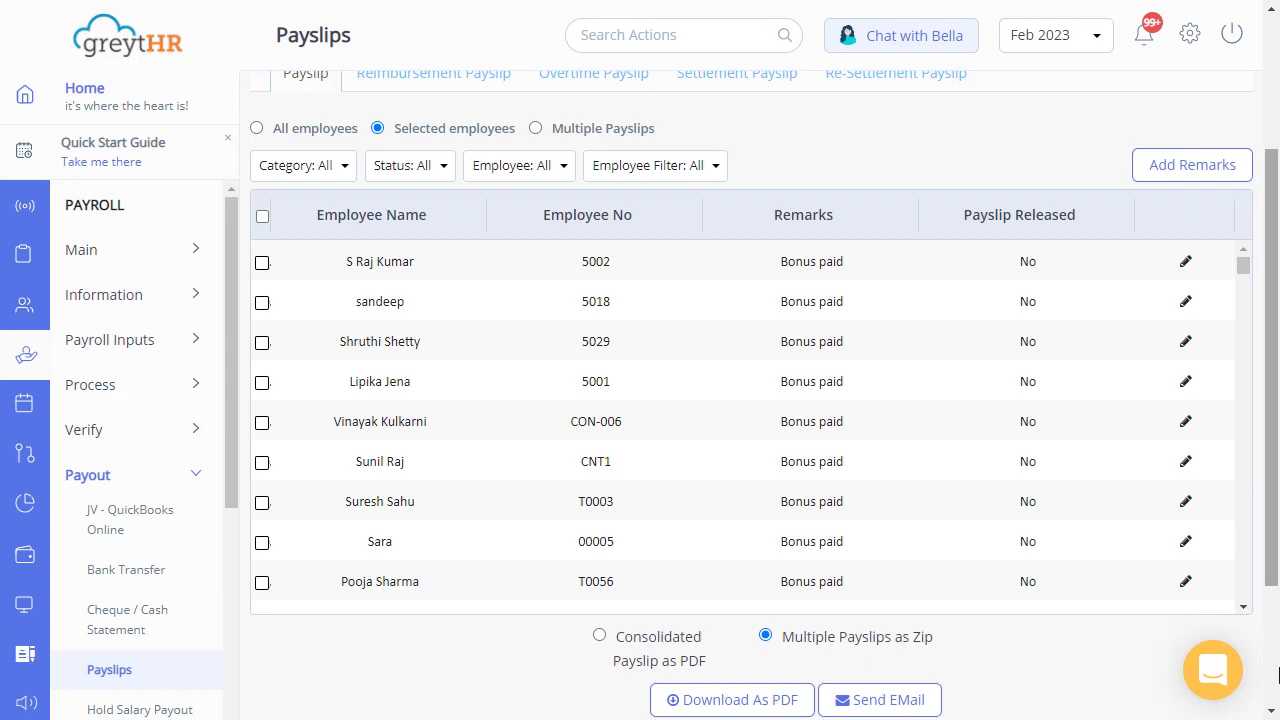 greytHR
Payslips
Search Actions
Chat with Bella
Feb 2023
99+
Home
it's where the heart is!
Quick Start Guide
×
Take me there
PAYROLL
Main
Information
Payroll Inputs
Process
Verify
Payout
JV - QuickBooks
Online
Bank Transfer
Cheque / Cash
Statement
Payslips
Hold Salary Payout
Payslip Reimbursement Payslip Overtime Payslip Settlement Payslip Re-Settlement Payslip
All employees Selected employees Multiple Payslips
Category: All Status: All Employee: All Employee Filter: All Add Remarks
Employee Name Employee No Remarks Payslip Released
S Raj Kumar 5002 Bonus paid No
sandeep 5018 Bonus paid No
Shruthi Shetty 5029 Bonus paid No
Lipika Jena 5001 Bonus paid No
Vinayak Kulkarni CON-006 Bonus paid No
Sunil Raj CNT1 Bonus paid No
Suresh Sahu T0003 Bonus paid No
Sara 00005 Bonus paid No
Pooja Sharma T0056 Bonus paid No
Consolidated
Payslip as PDF
Multiple Payslips as Zip
Download As PDF Send EMail